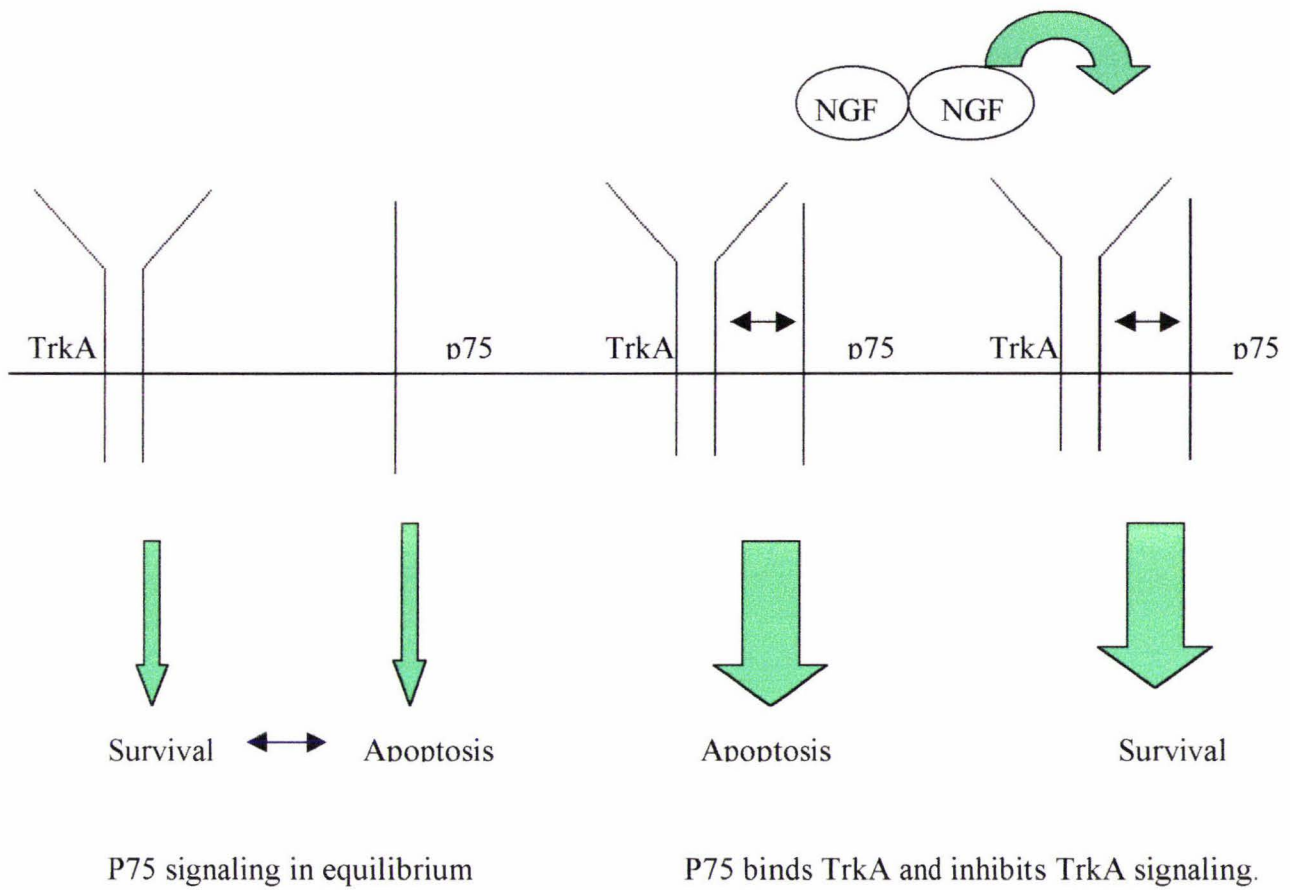 NGF NGF
TrkA p75 TrkA p75 TrkA p75
Survival Apoptosis Apoptosis Survival
P75 signaling in equilibrium P75 binds TrkA and inhibits TrkA signaling.